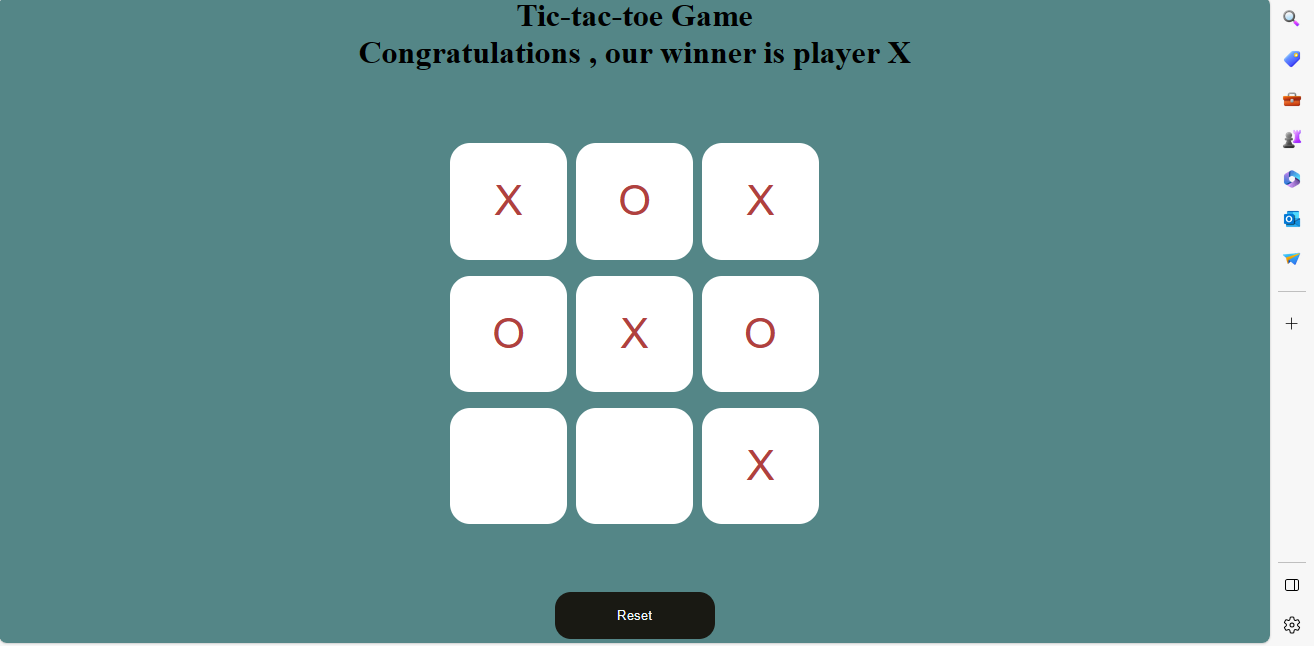 Tic-tac-toe Game
Congratulations , our winner is player X
X O X
O X O
X
Reset